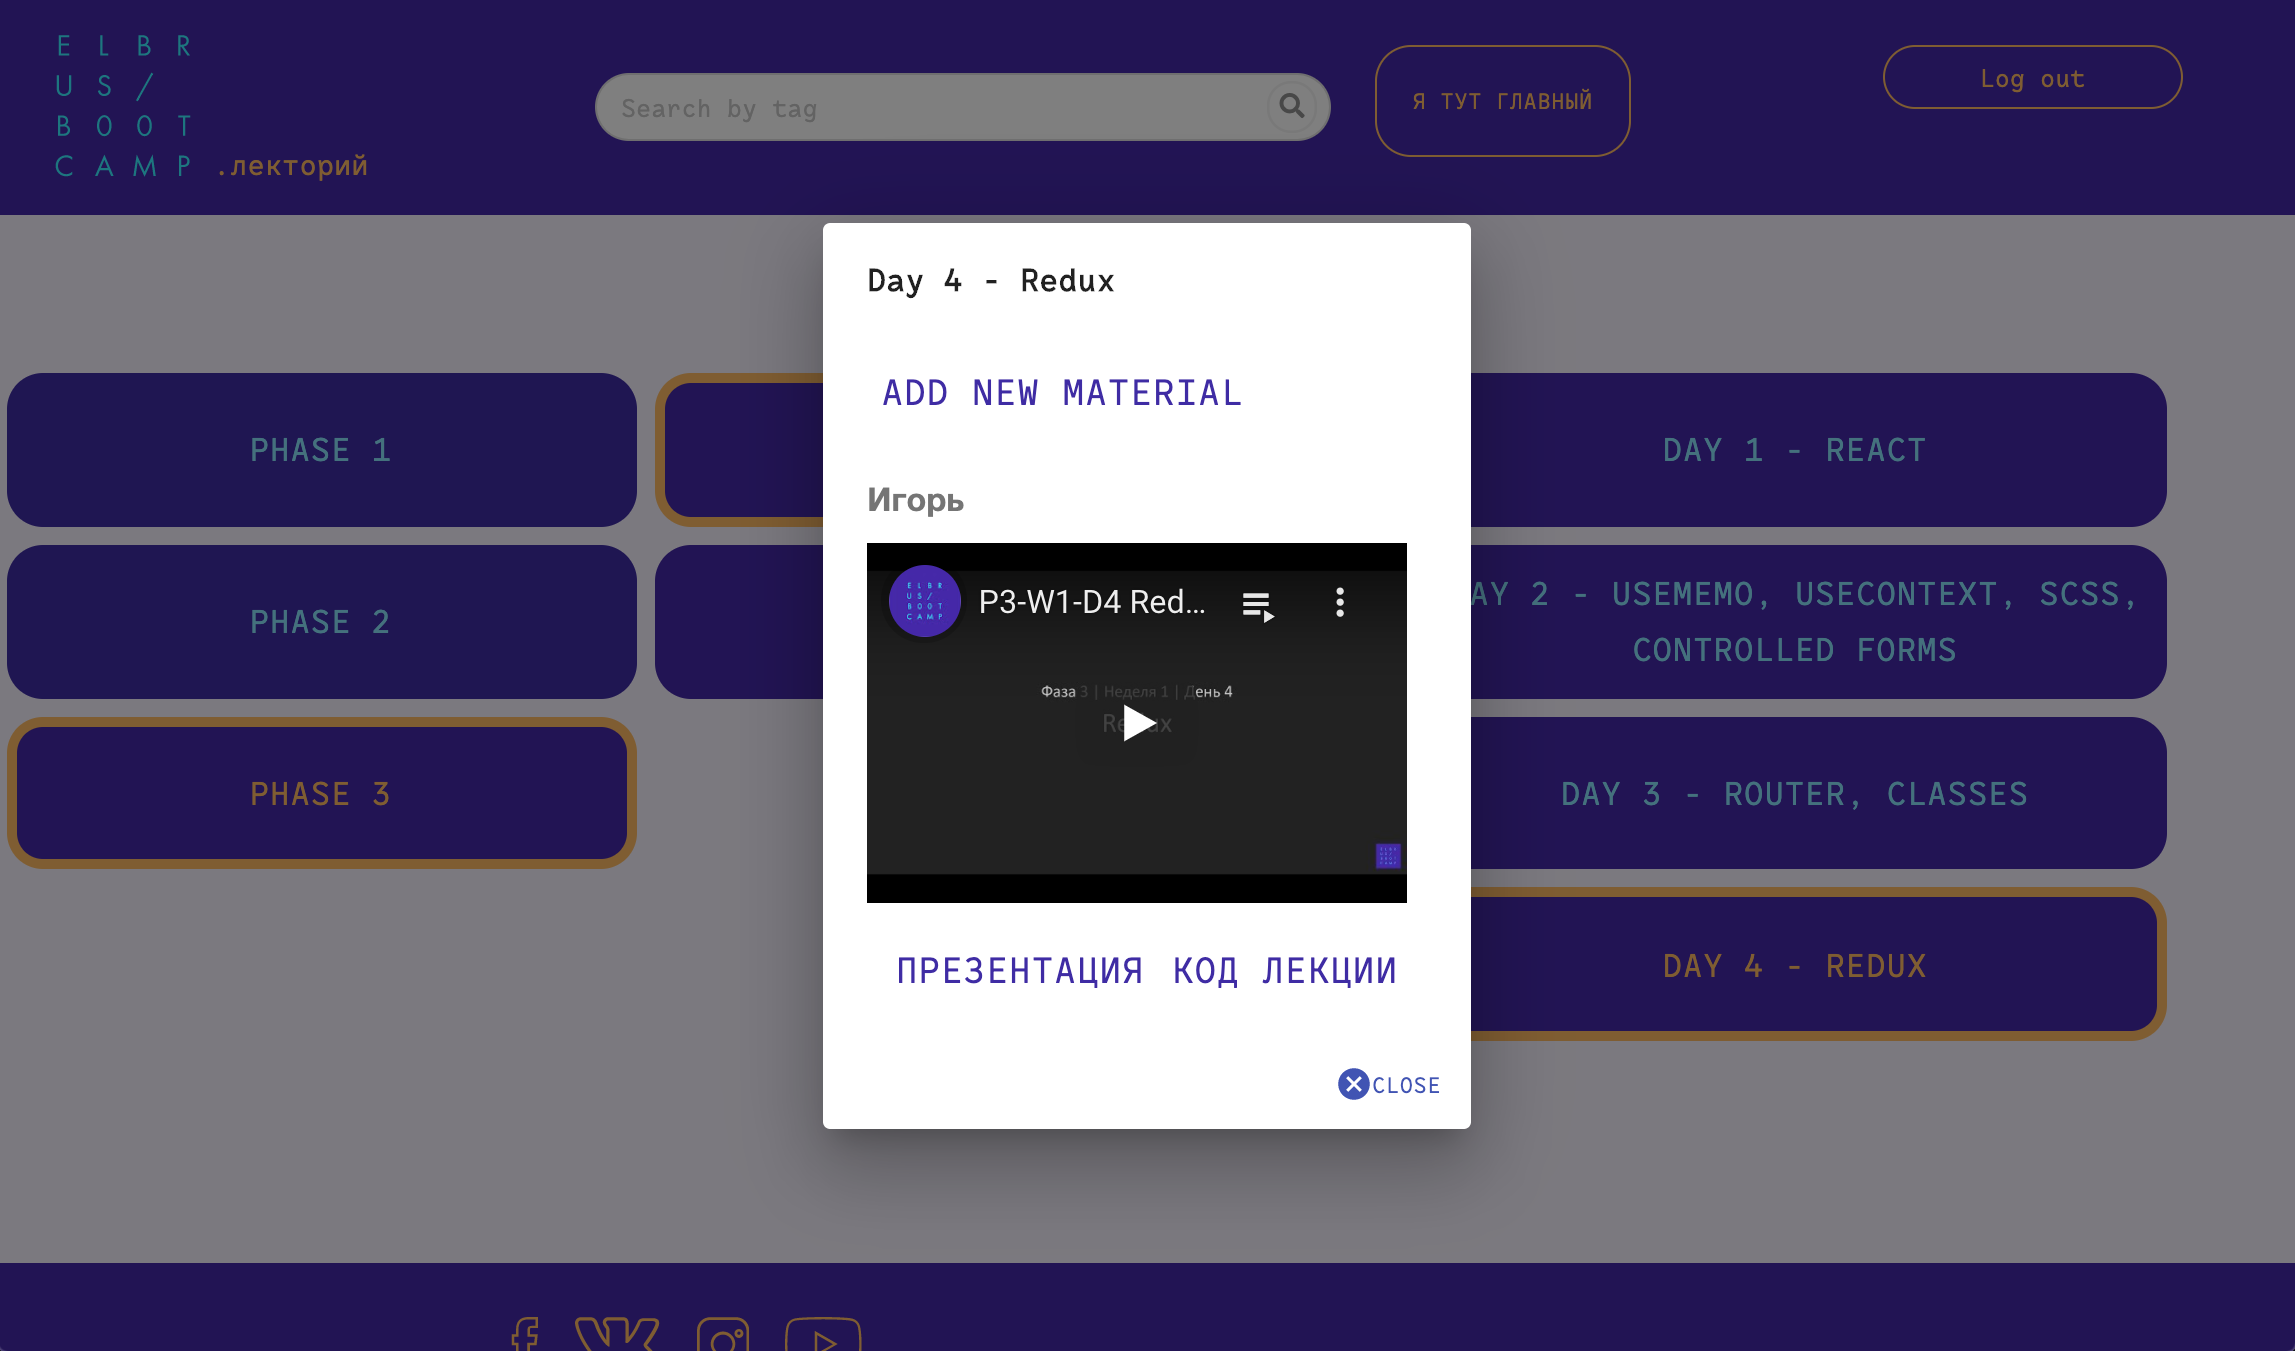 E L B R
U S /
B O O T
C A M P .лекторий
Search by tag
Я ТУТ ГЛАВНЫЙ
Log out
Day 4 - Redux
ADD NEW MATERIAL
Игорь
E L B R
U S /
B O O T
C A M P
P3-W1-D4 Red...
Фаза 3 | Неделя 1 | День 4
Redux
ПРЕЗЕНТАЦИЯ КОД ЛЕКЦИИ
CLOSE
PHASE 1
PHASE 2
PHASE 3
DAY 1 - REACT
AY 2 - USEMEMO, USECONTEXT, SCSS,
CONTROLLED FORMS
DAY 3 - ROUTER, CLASSES
DAY 4 - REDUX